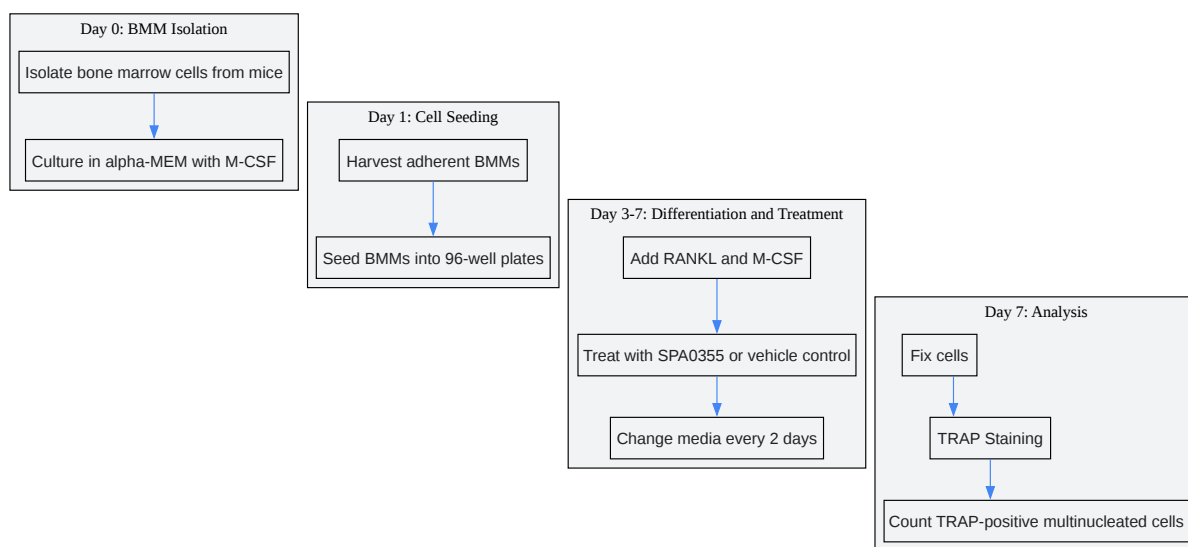 Day 0: BMM Isolation
Isolate bone marrow cells from mice
Culture in alpha-MEM with M-CSF
Day 1: Cell Seeding
Harvest adherent BMMs
Seed BMMs into 96-well plates
Day 3-7: Differentiation and Treatment
Add RANKL and M-CSF
Treat with SPA0355 or vehicle control
Change media every 2 days
Day 7: Analysis
Fix cells
TRAP Staining
Count TRAP-positive multinucleated cells